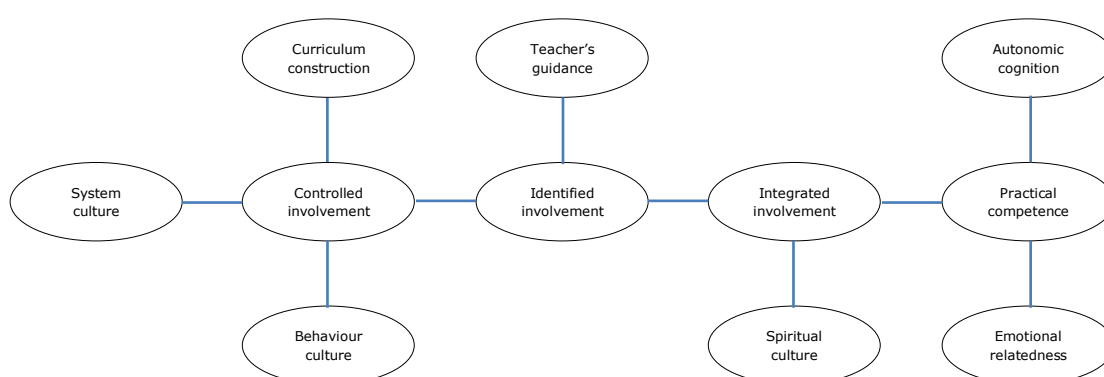 Curriculum
construction
Teacher’s
guidance
Autonomic
cognition
System
culture
Controlled
involvement
Identified
involvement
Integrated
involvement
Practical
competence
Behaviour
culture
Spiritual
culture
Emotional
relatedness